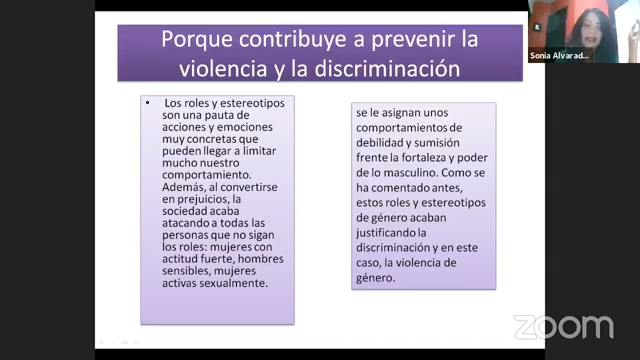 Porque contribuye a prevenir la
violencia y la discriminación
• Los roles y estereotipos
son una pauta de
acciones y emociones
muy concretas que
pueden llegar a limitar
mucho nuestro
comportamiento.
Además, al convertirse
en prejuicios, la
sociedad acaba
atacando a todas las
personas que no sigan
los roles: mujeres con
actitud fuerte, hombres
sensibles, mujeres
activas sexualmente.
se le asignan unos
comportamientos de
debilidad y sumisión
frente la fortaleza y poder
de lo masculino. Como se
ha comentado antes,
estos roles y estereotipos
de género acaban
justificando la
discriminación y en este
caso, la violencia de
género.
Sonia Alvarad...
zoom